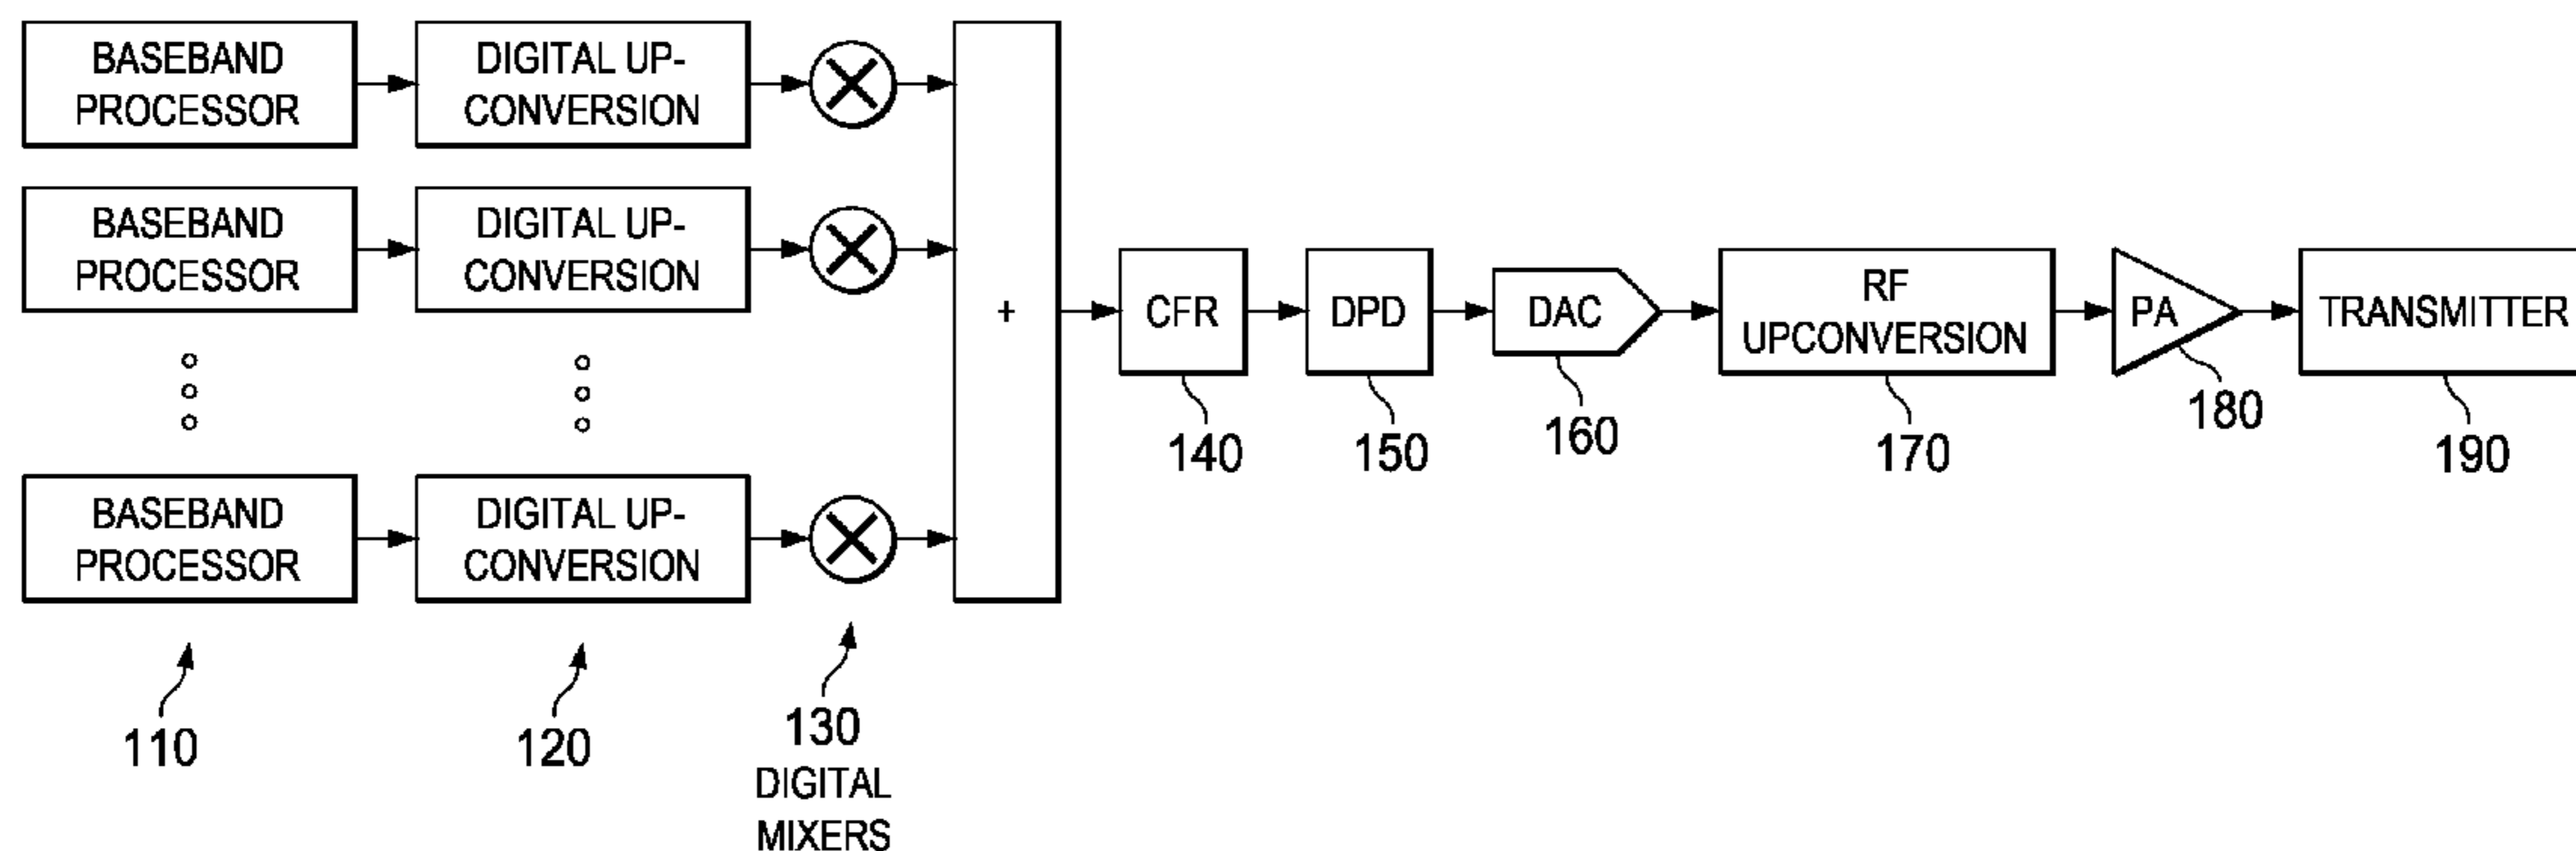 BASEBAND
PROCESSOR
DIGITAL UP-
CONVERSION
BASEBAND
PROCESSOR
DIGITAL UP-
CONVERSION
BASEBAND
PROCESSOR
DIGITAL UP-
CONVERSION
+
CFR
DPD
DAC
RF
UPCONVERSION
PA
TRANSMITTER
140
150
160
170
180
190
110
120
130
DIGITAL
MIXERS